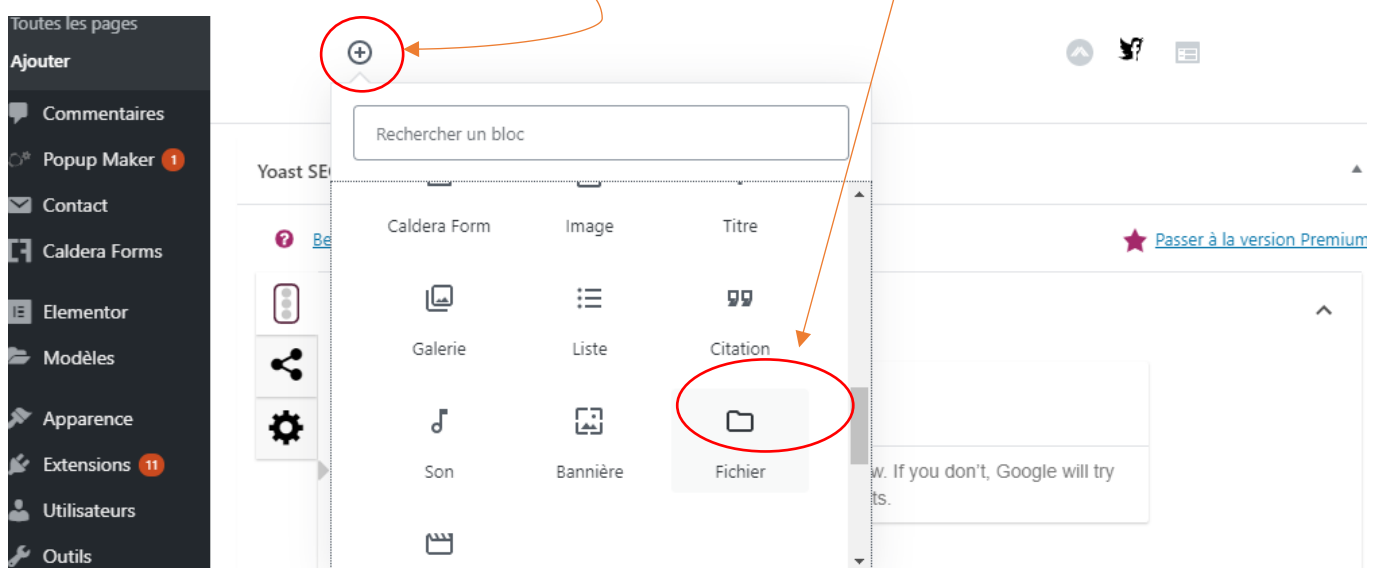 Toutes les pages
Ajouter
Commentaires
Popup Maker 1
Contact
Caldera Forms
Elementor
Modèles
Apparence
Extensions 11
Utilisateurs
Outils
Rechercher un bloc
Yoast SE
Be
Passer à la version Premium
Caldera Form Image Titre
Galerie Liste Citation
Son Bannière Fichier
w. If you don't, Google will try
ts.